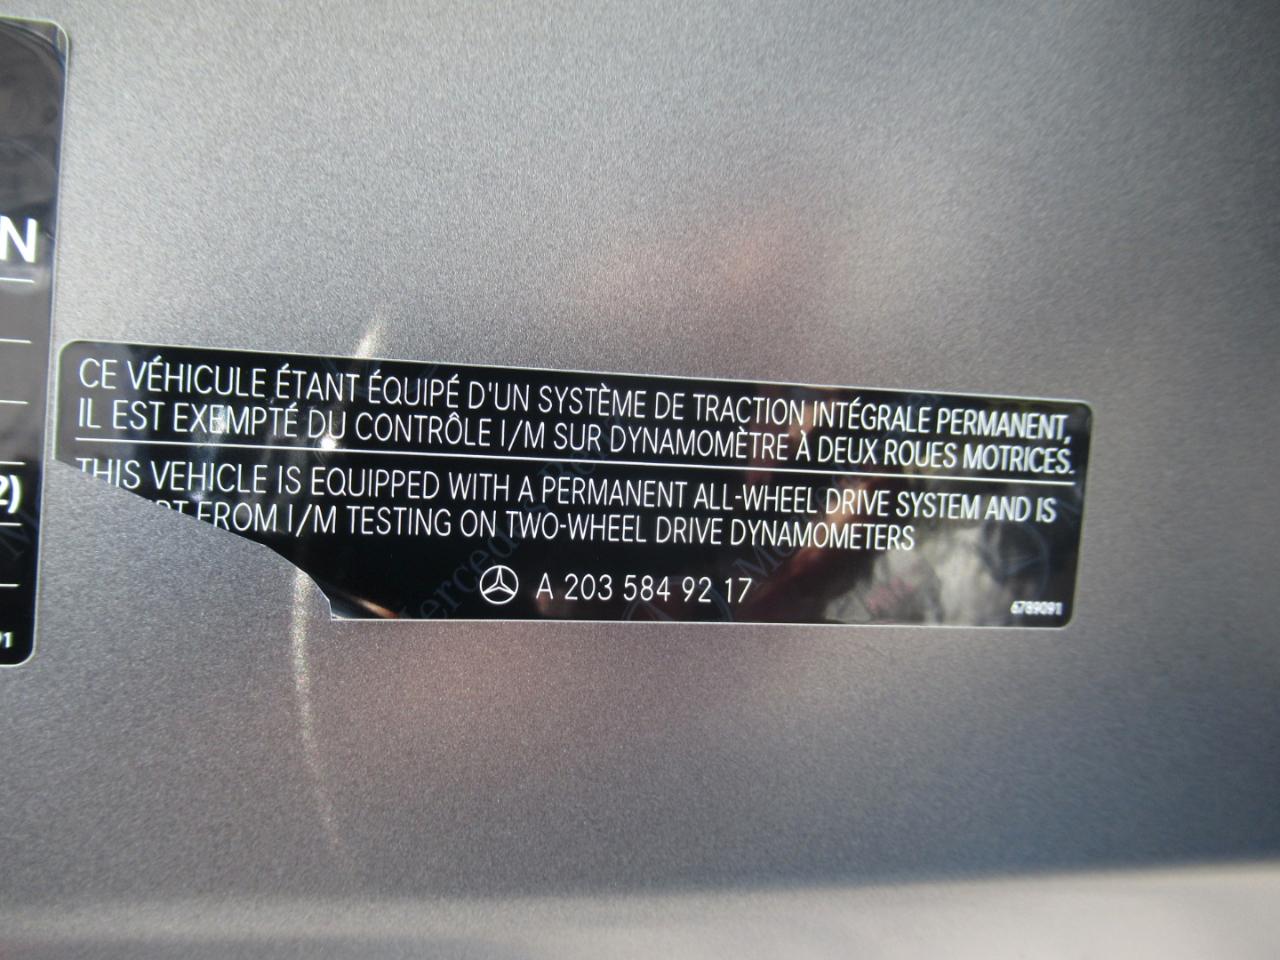 N
2)
91
CE VÉHICULE ÉTANT ÉQUIPÉ D'UN SYSTÈME DE TRACTION INTÉGRALE PERMANENT,
IL EST EXEMPTÉ DU CONTRÔLE I/M SUR DYNAMOMÈTRE À DEUX ROUES MOTRICES.
THIS VEHICLE IS EQUIPPED WITH A PERMANENT ALL-WHEEL DRIVE SYSTEM AND IS
FROM I/M TESTING ON TWO-WHEEL DRIVE DYNAMOMETERS
A 203 584 92 17
6789091